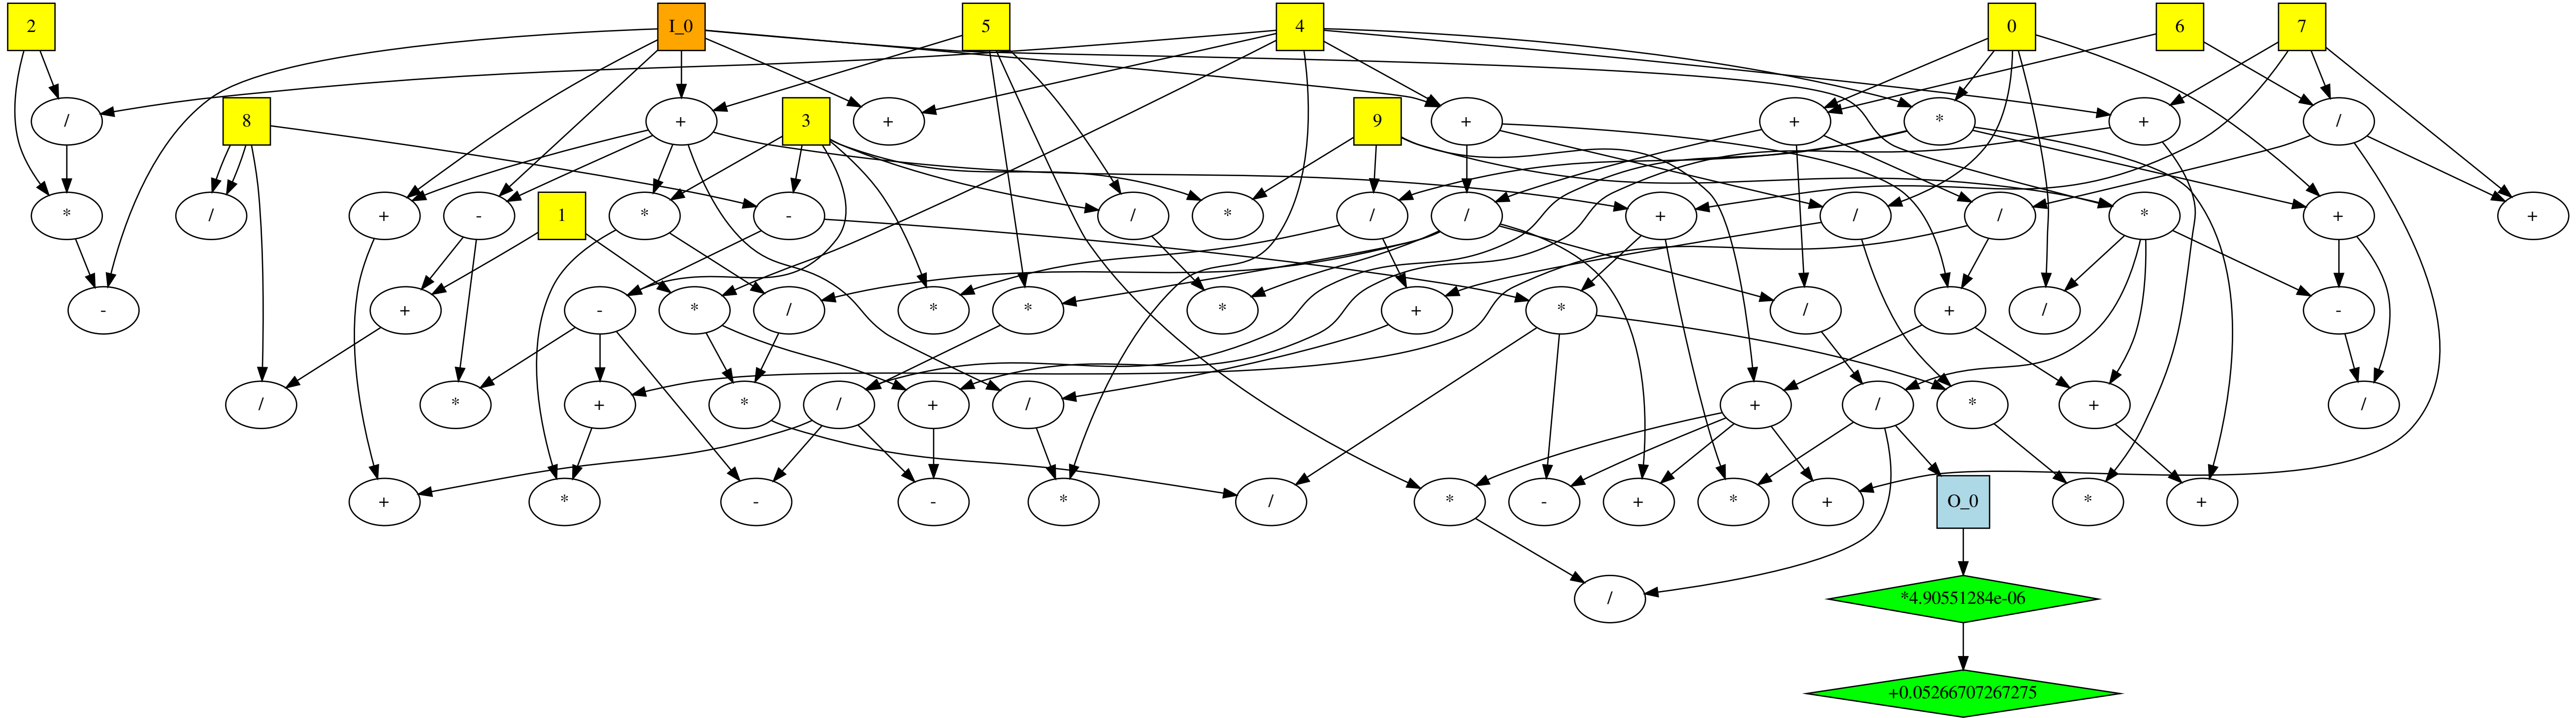 2 I_0 5 4 0 6 7
/ 8 + 3 + 9 + + * + /
* / + - 1 * - / * / / + / / * + +
- + - * / * * * + * / + / -
/ * + * / + / + / * + /
+ * - - * / * - + * + O_0 * +
/ *4.90551284e-06
+0.05266707267275